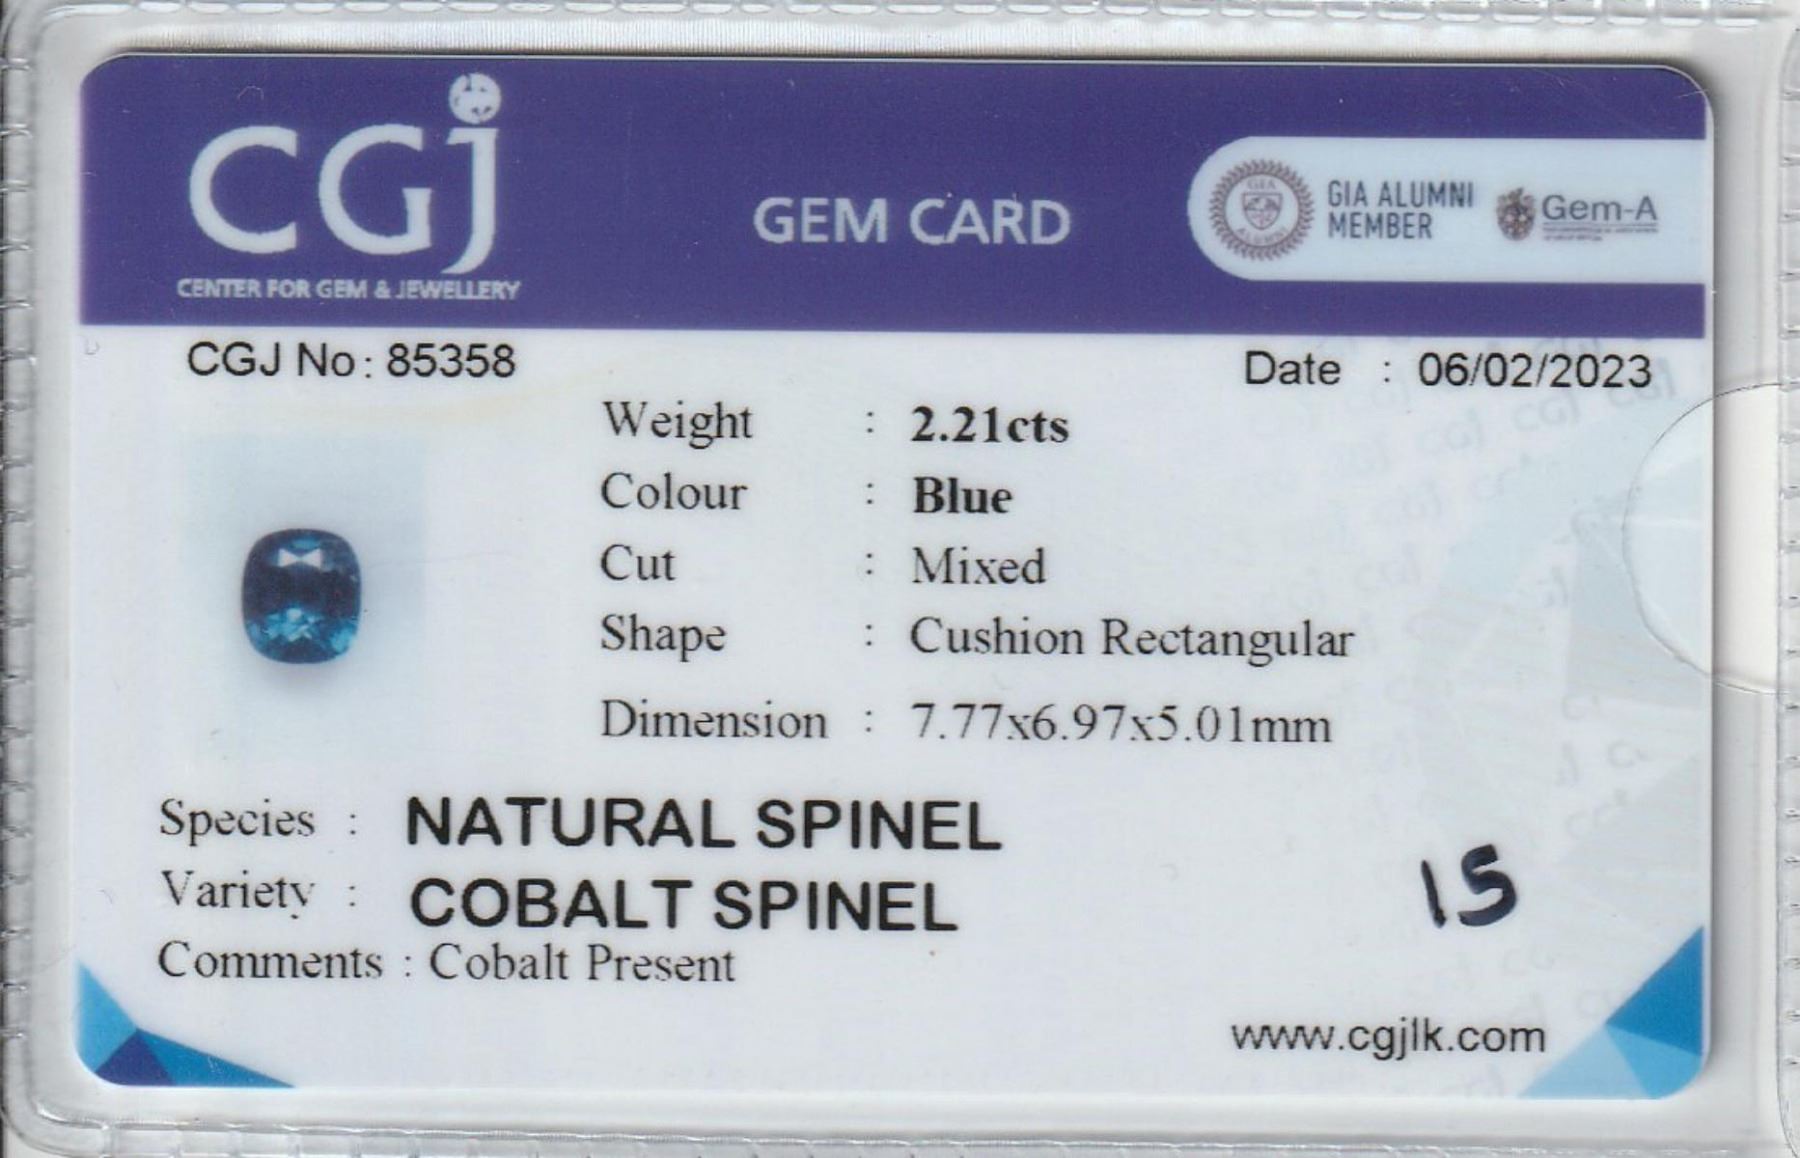 CGJ
CENTER FOR GEM & JEWELLERY
GEM CARD
GIA ALUMNI
MEMBER
Gem-A
CGJ No : 85358
Date : 06/02/2023
Weight : 2.21cts
Colour : Blue
Cut : Mixed
Shape : Cushion Rectangular
Dimension : 7.77x6.97x5.01mm
Species : NATURAL SPINEL
Variety : COBALT SPINEL
Comments : Cobalt Present
15
www.cgjlk.com